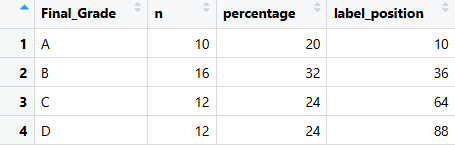 Final_Grade n percentage label_position
1 A 10 20 10
2 B 16 32 36
3 C 12 24 64
4 D 12 24 88